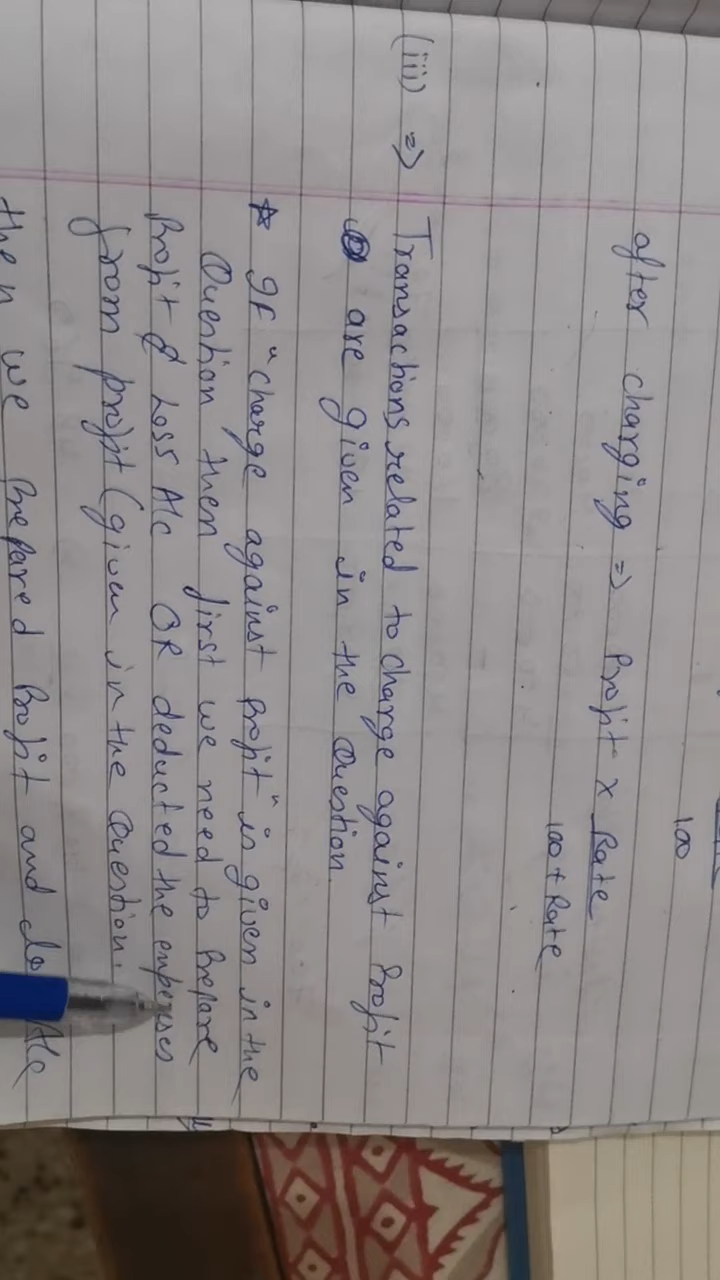 100
after charging => Profit × Rate
100 + Rate
(iii) => Transactions related to charge against Profit
are given in the Question.
* If "charge against Profit" is given in the
Question then first we need to Prepare
Profit & Loss A/c OR deducted the expenses
from profit (given in the Question.
then we Prepared Profit and A/c